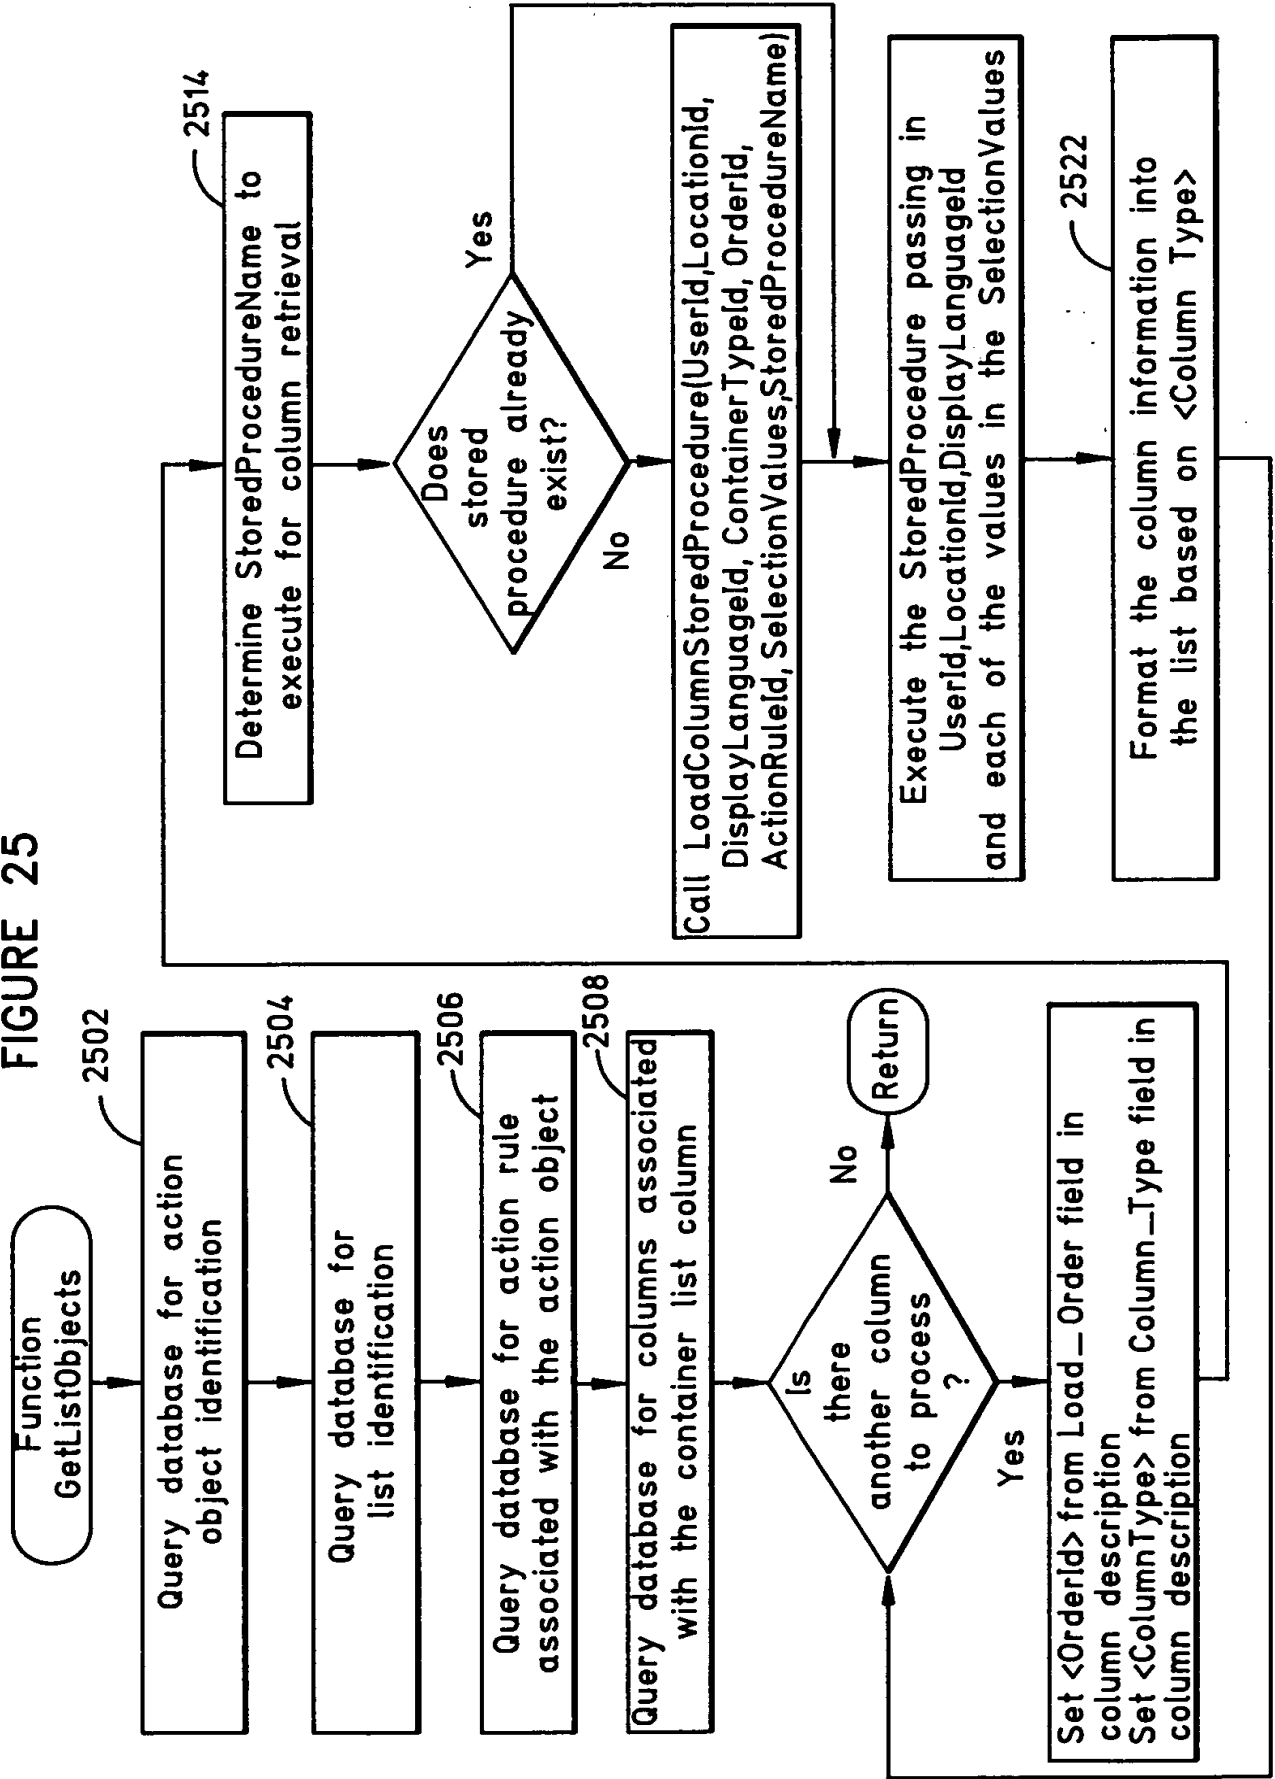 FIGURE 25
Function
GetListObjects
2502
Query database for action
object identification
2504
Query database for
list identification
2506
Query database for action rule
associated with the action object
2508
Query database for columns associated
with the container list column
Is
there
another column
to process
?
No
Return
Yes
Set <OrderId> from Load_Order field in
column description
Set <ColumnType> from Column_Type field in
column description
2514
Determine StoredProcedureName to
execute for column retrieval
Does
stored
procedure already
exist?
Yes
No
Call LoadColumnStoredProcedure(UserId,LocationId,
DisplayLanguageId, ContainerTypeId, OrderId,
ActionRuleId, SelectionValues,StoredProcedureName)
Execute the StoredProcedure passing in
UserId,LocationId,DisplayLanguageId
and each of the values in the SelectionValues
2522
Format the column information into
the list based on <Column Type>